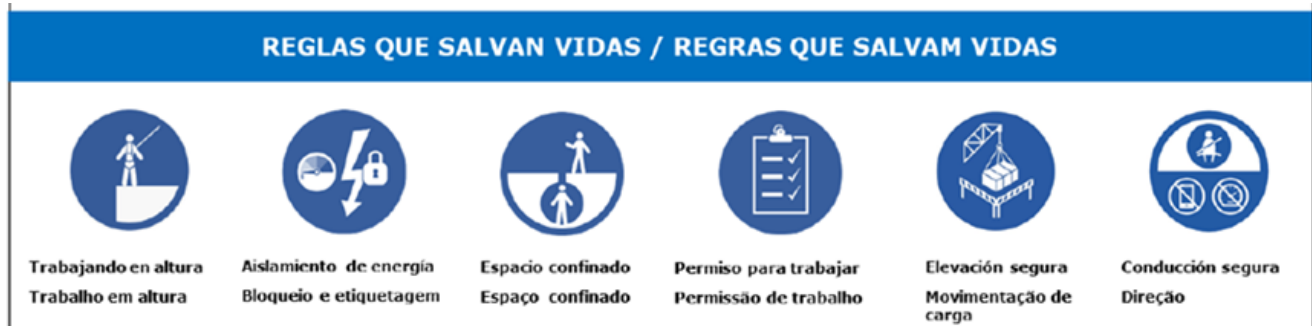 REGLAS QUE SALVAN VIDAS / REGRAS QUE SALVAM VIDAS
Trabajando en altura
Trabalho em altura
Aislamiento de energía
Bloqueio e etiquetagem
Espacio confinado
Espaço confinado
Permiso para trabajar
Permissão de trabalho
Elevación segura
Movimentação de
carga
Conducción segura
Direção